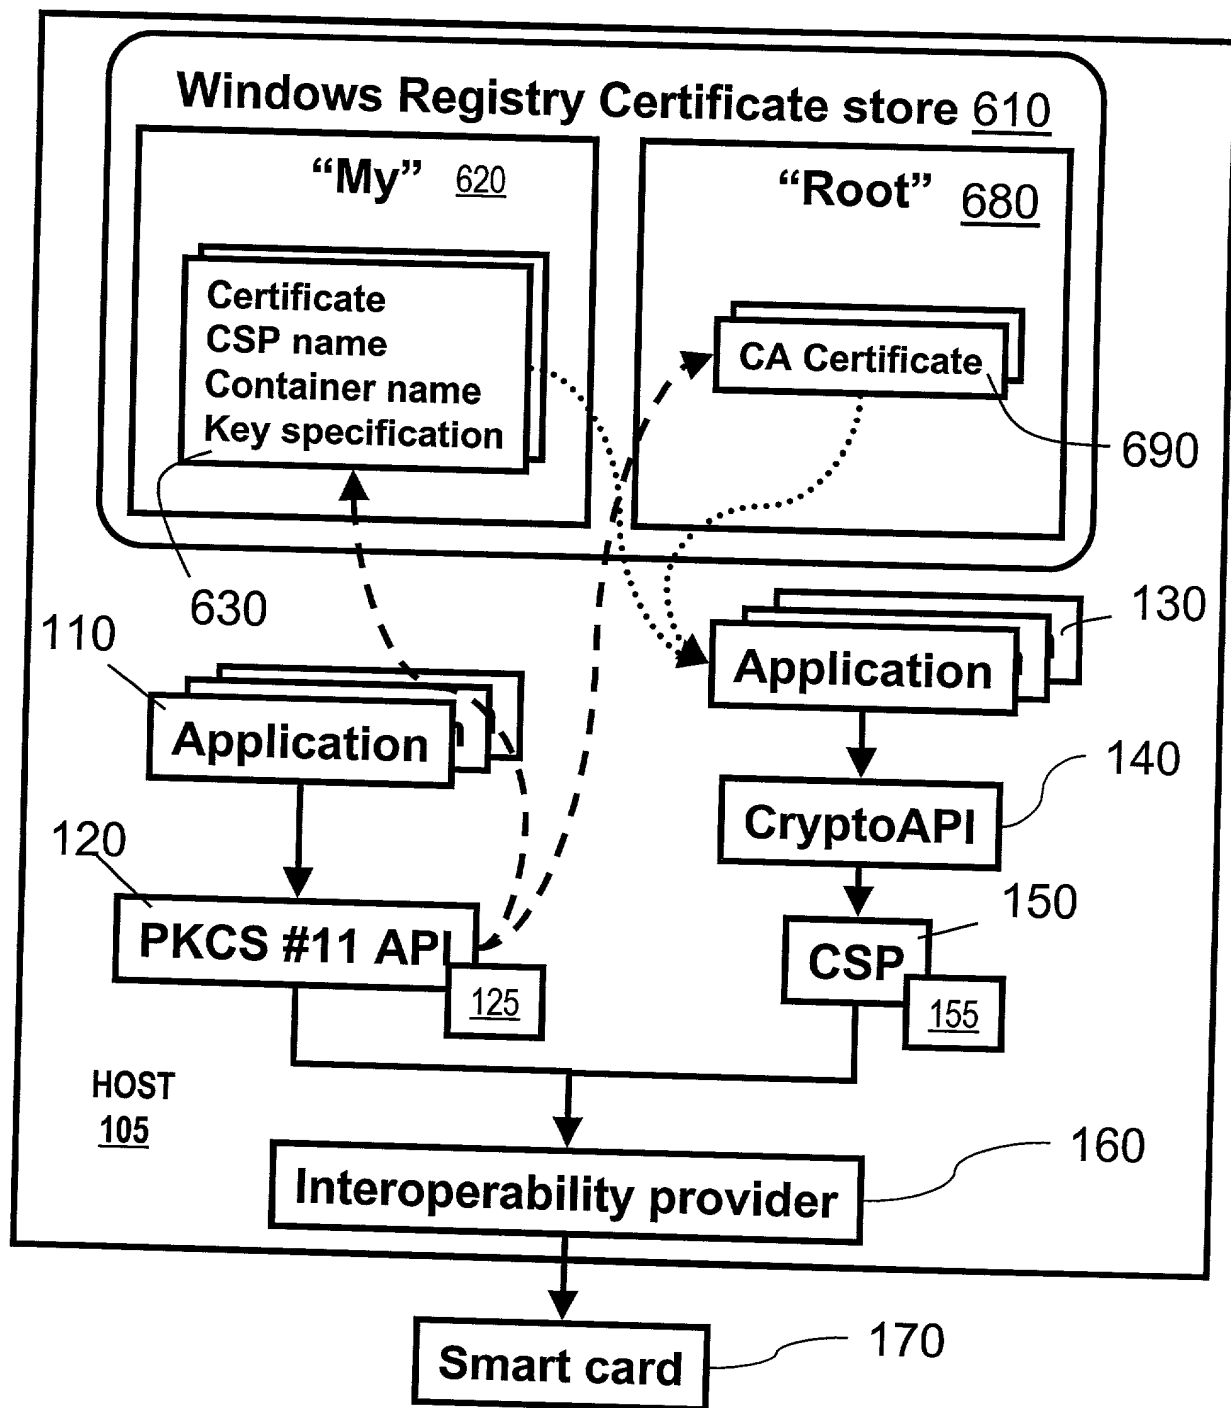 Windows Registry Certificate store 610
“My” 620
“Root” 680
Certificate
CSP name
Container name
Key specification
CA Certificate
690
630
110
130
Application
Application
140
CryptoAPI
120
150
PKCS #11 API
125
CSP
155
HOST
105
160
Interoperability provider
170
Smart card